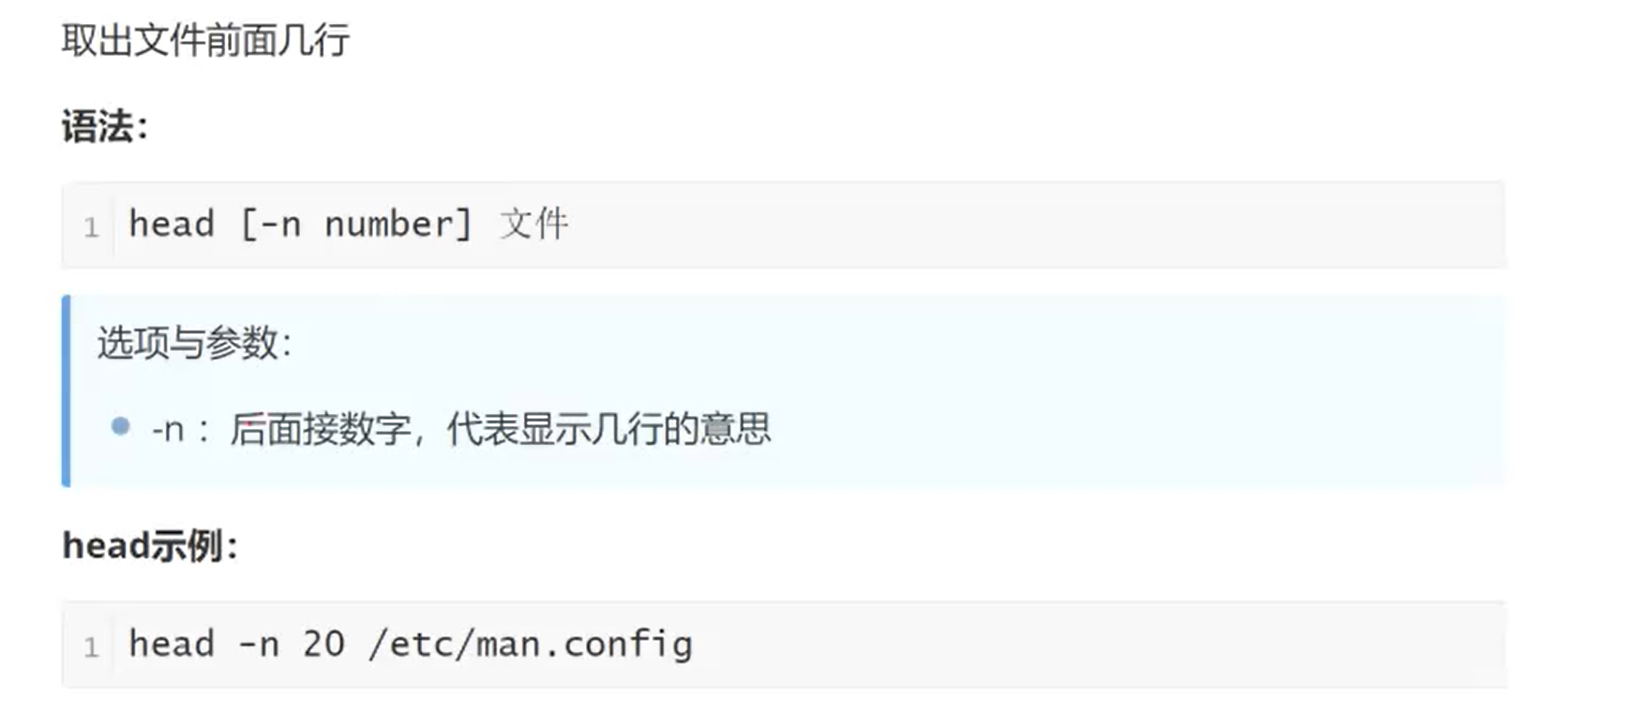 取出文件前面几行
语法：
1 head [-n number] 文件
选项与参数：
-n ：后面接数字，代表显示几行的意思
head示例：
1 head -n 20 /etc/man.config